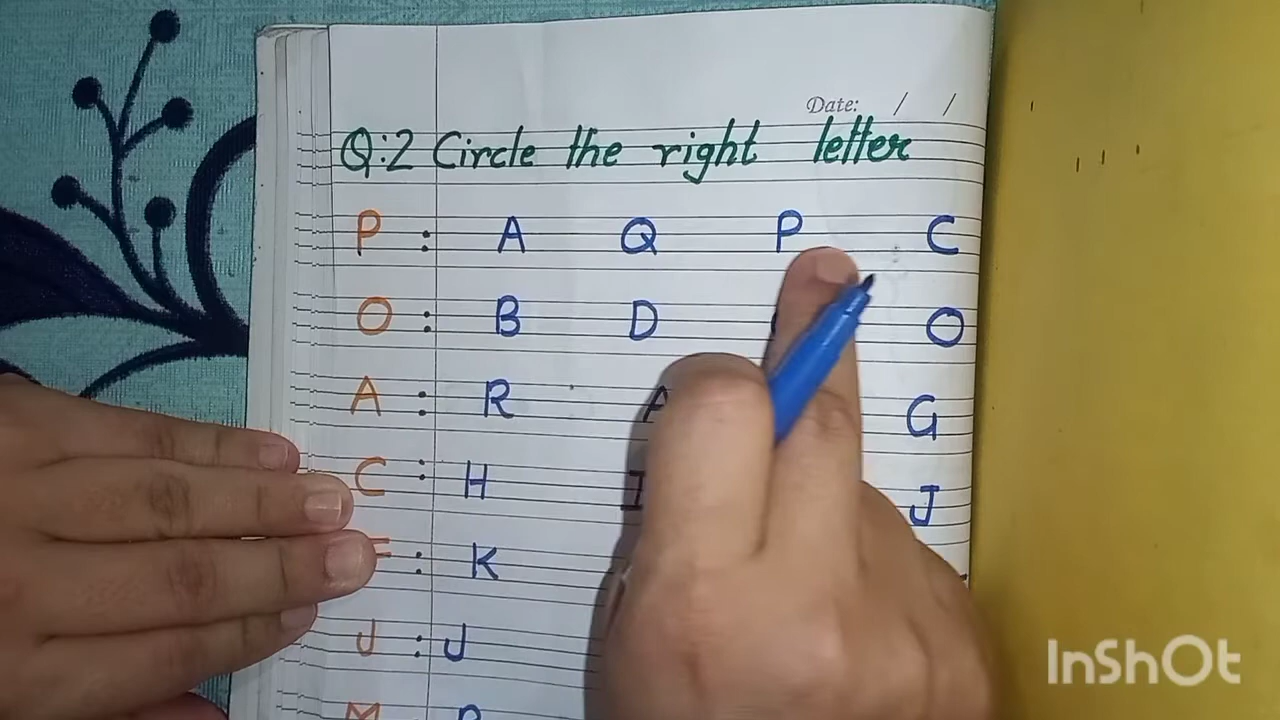 Date: / /
Q:2 Circle the right letter
P : A Q P C
O : B D O
A : R A G
C : H I J
: K
J : J
M
InShOt